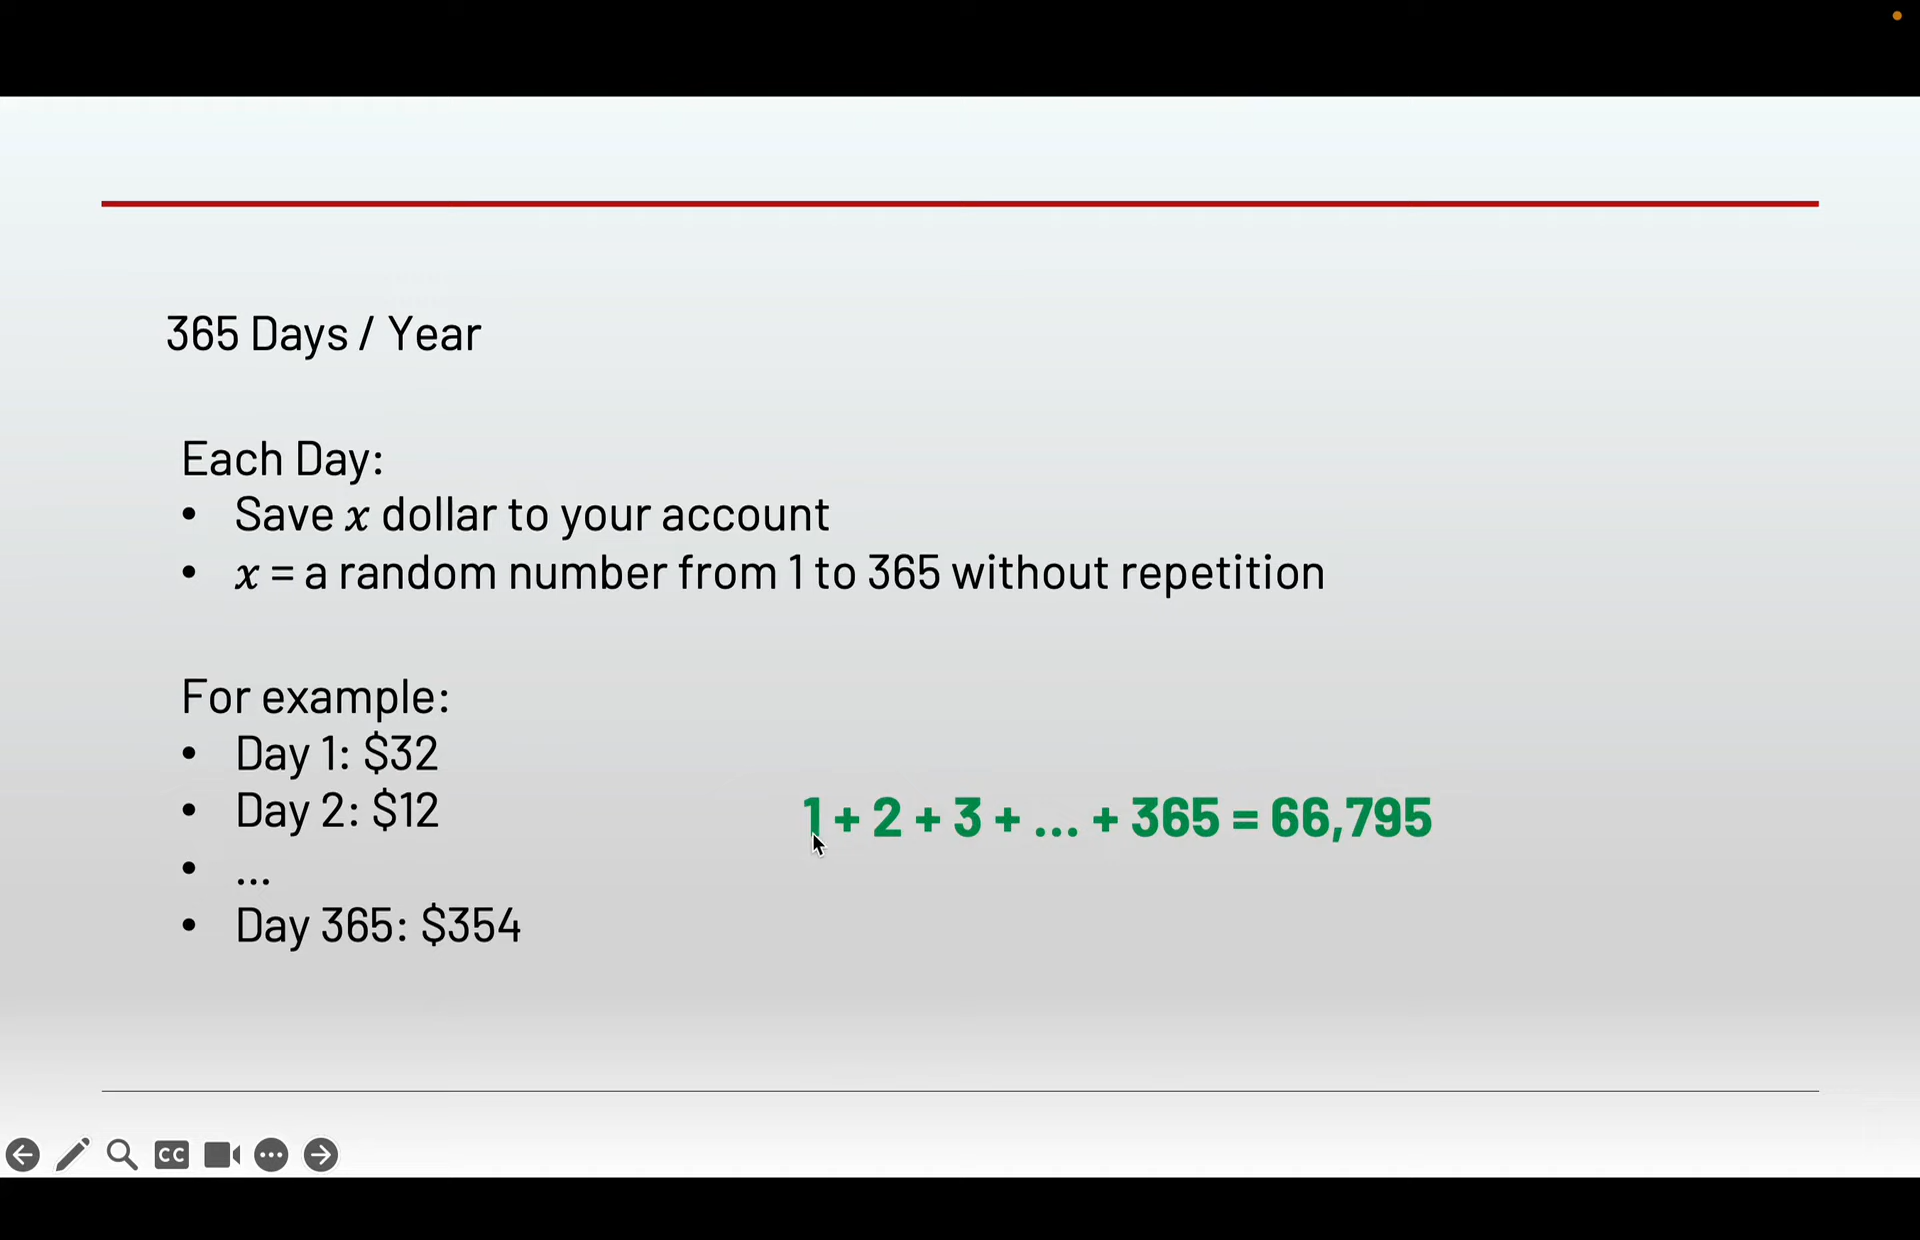 365 Days / Year
Each Day:
• Save x dollar to your account
• x = a random number from 1 to 365 without repetition
For example:
• Day 1: $32
• Day 2: $12
• ...
• Day 365: $354
1 + 2 + 3 + ... + 365 = 66,795
CC